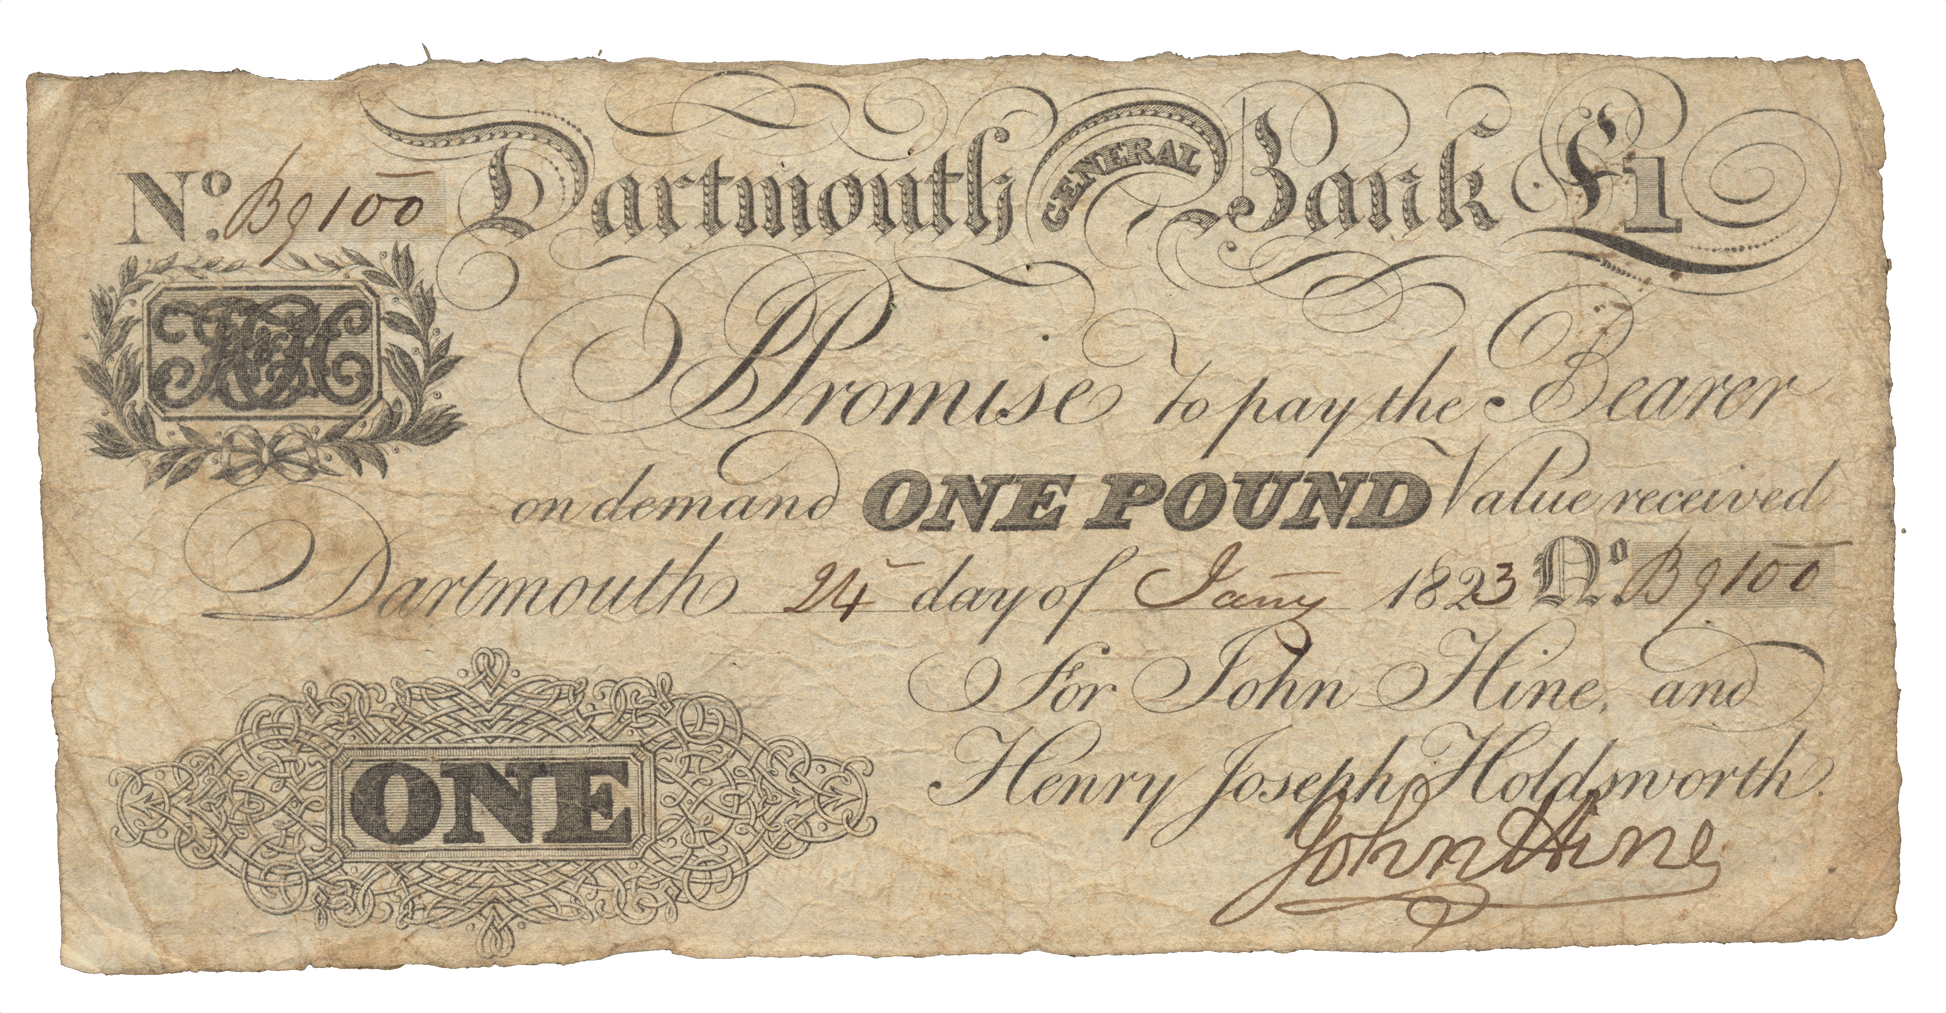 No. B9100 Dartmouth GENERAL Bank £1
I Promise to pay the Bearer
on demand ONE POUND Value received
Dartmouth 24 day of Jany 1823 No. B9100
For John Hine, and
Henry Joseph Holdsworth.
ONE
John Hine